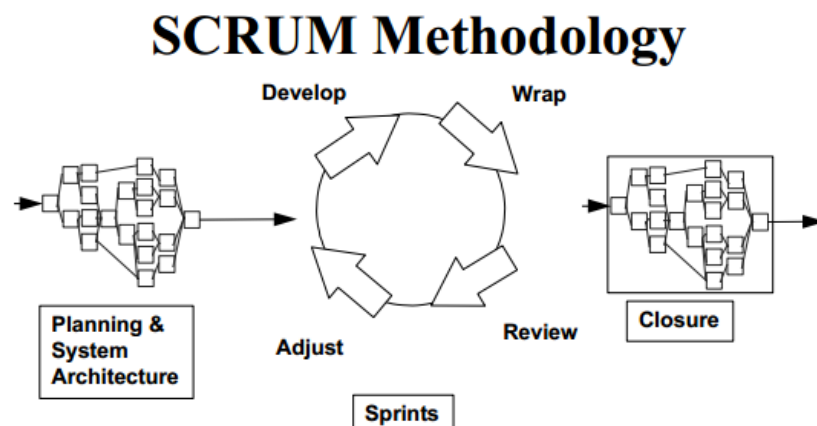 SCRUM Methodology
Develop
Wrap
Planning &
System
Architecture
Adjust
Review
Closure
Sprints